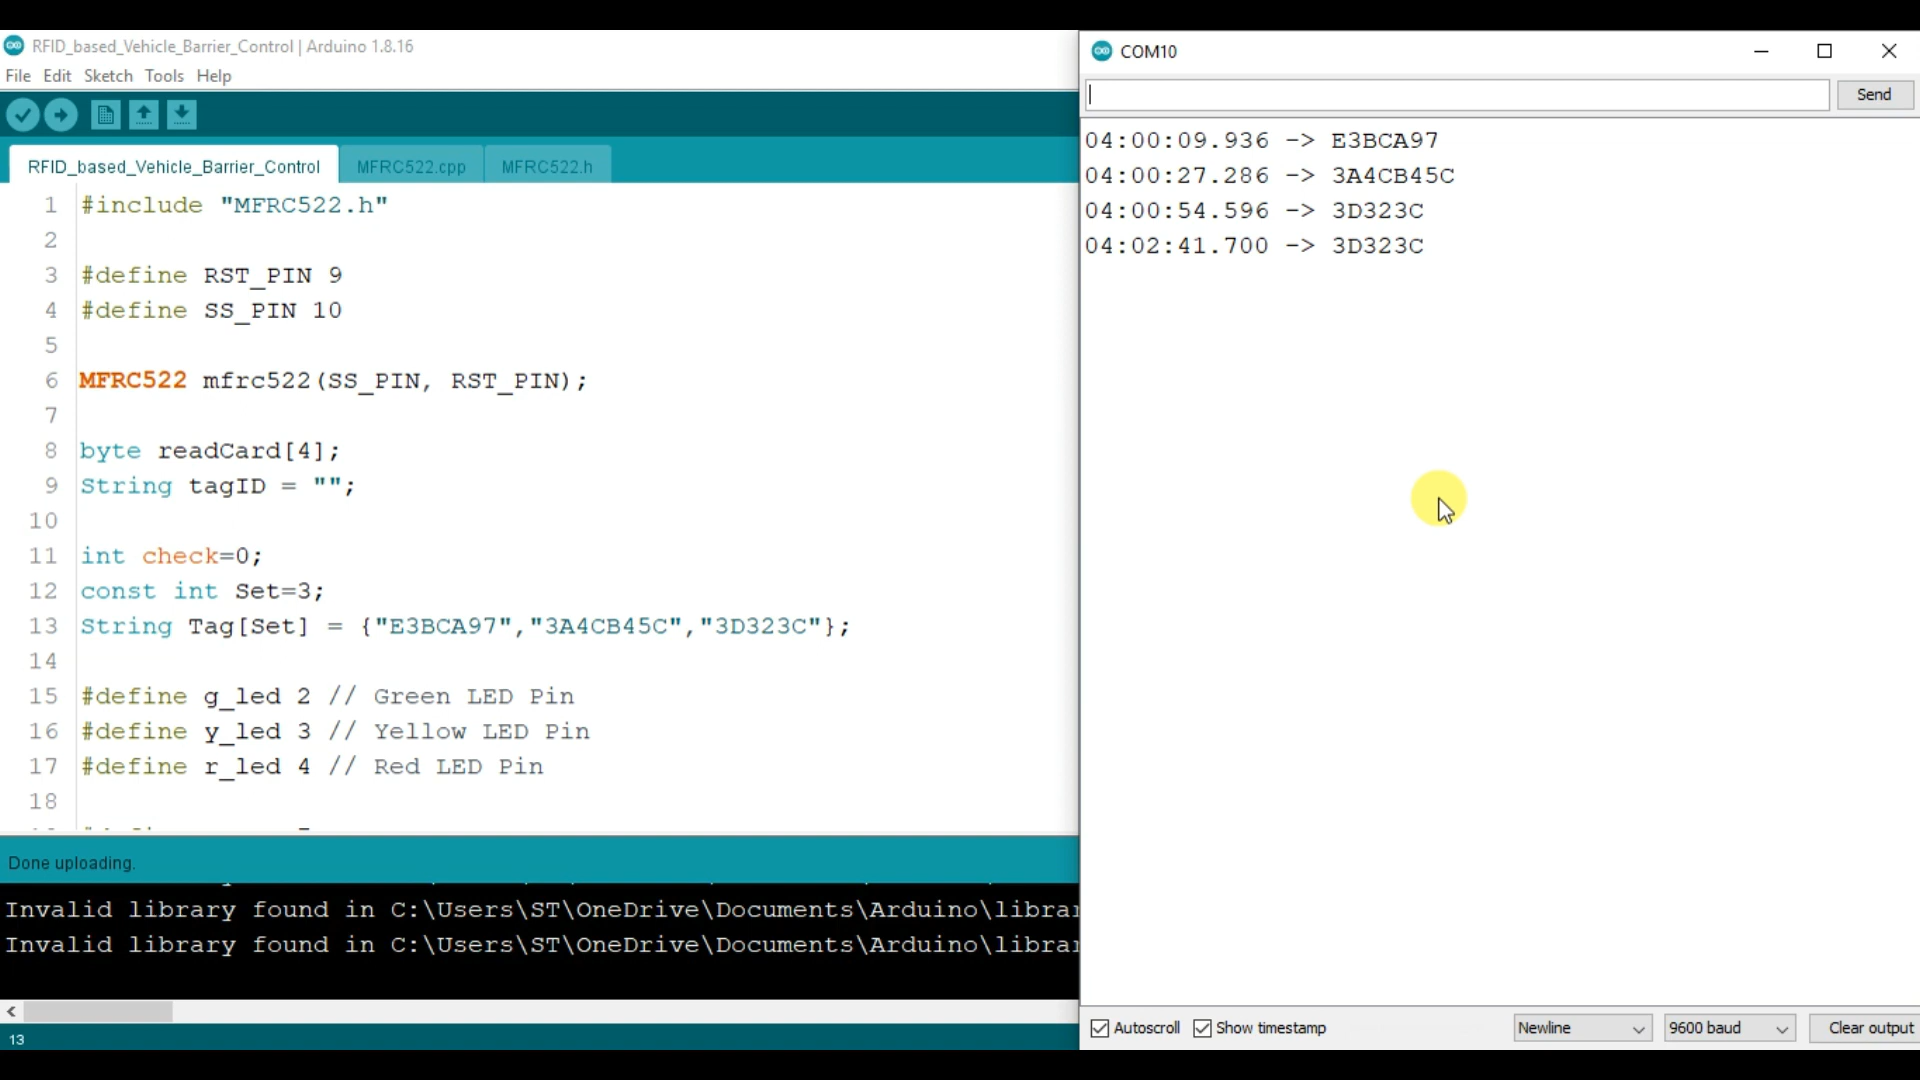 RFID_based_Vehicle_Barrier_Control | Arduino 1.8.16
File Edit Sketch Tools Help
RFID_based_Vehicle_Barrier_Control MFRC522.cpp MFRC522.h
1 #include "MFRC522.h"
2
3 #define RST_PIN 9
4 #define SS_PIN 10
5
6 MFRC522 mfrc522(SS_PIN, RST_PIN);
7
8 byte readCard[4];
9 String tagID = "";
10
11 int check=0;
12 const int Set=3;
13 String Tag[Set] = {"E3BCA97","3A4CB45C","3D323C"};
14
15 #define g_led 2 // Green LED Pin
16 #define y_led 3 // Yellow LED Pin
17 #define r_led 4 // Red LED Pin
18
Done uploading.
Invalid library found in C:\Users\ST\OneDrive\Documents\Arduino\librar
Invalid library found in C:\Users\ST\OneDrive\Documents\Arduino\librar
13
COM10
Send
04:00:09.936 -> E3BCA97
04:00:27.286 -> 3A4CB45C
04:00:54.596 -> 3D323C
04:02:41.700 -> 3D323C
Autoscroll Show timestamp Newline 9600 baud Clear output